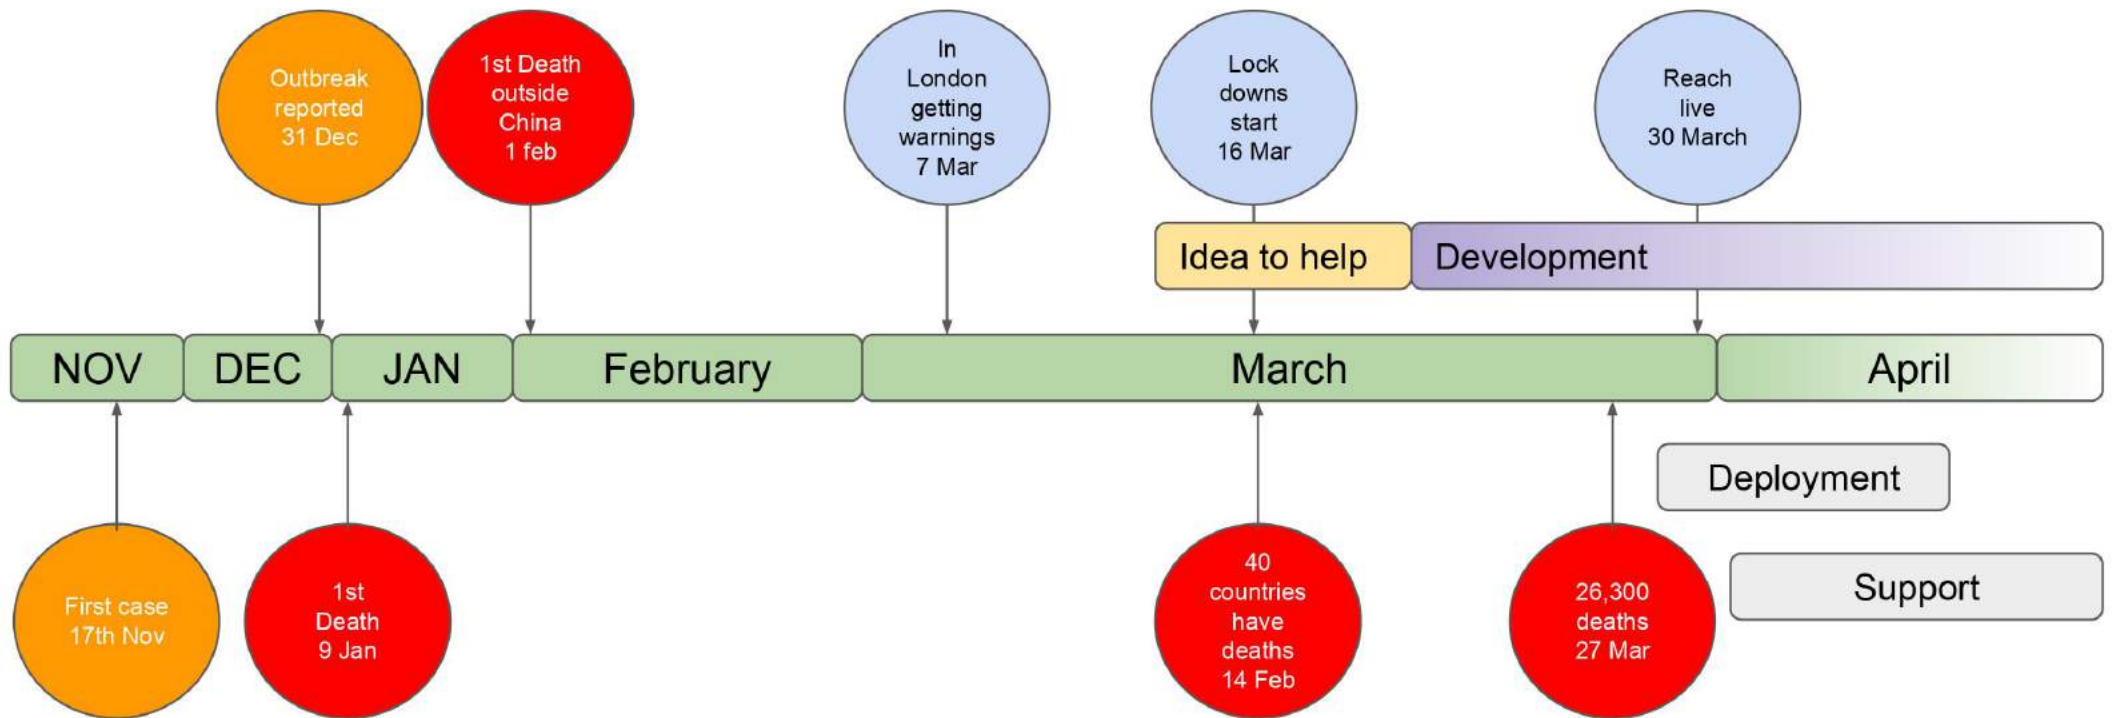 Outbreak
reported
31 Dec
1st Death
outside
China
1 feb
In
London
getting
warnings
7 Mar
Lock
downs
start
16 Mar
Reach
live
30 March
Idea to help
Development
NOV
DEC
JAN
February
March
April
Deployment
Support
First case
17th Nov
1st
Death
9 Jan
40
countries
have
deaths
14 Feb
26,300
deaths
27 Mar